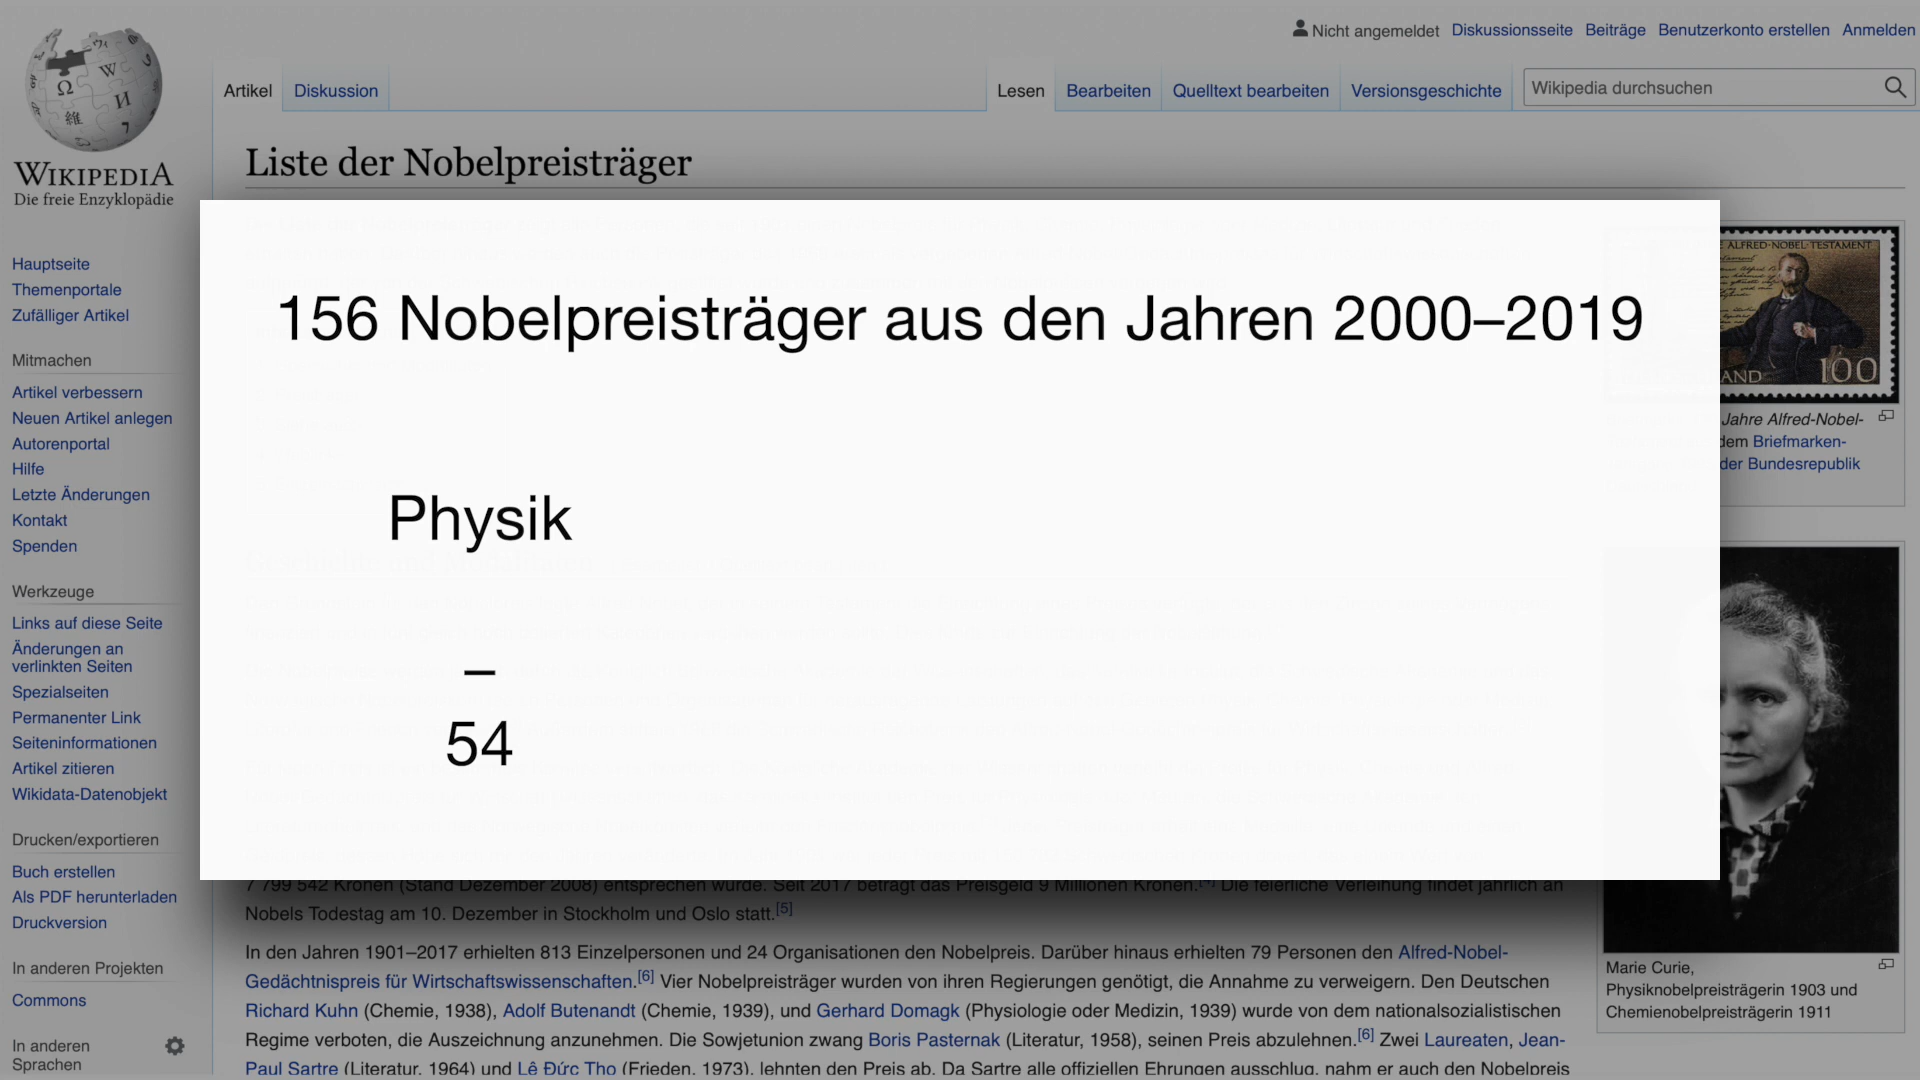 Nicht angemeldet Diskussionsseite Beiträge Benutzerkonto erstellen Anmelden
Artikel Diskussion Lesen Bearbeiten Quelltext bearbeiten Versionsgeschichte Wikipedia durchsuchen
WIKIPEDIA
Die freie Enzyklopädie
Hauptseite
Themenportale
Zufälliger Artikel
Mitmachen
Artikel verbessern
Neuen Artikel anlegen
Autorenportal
Hilfe
Letzte Änderungen
Kontakt
Spenden
Werkzeuge
Links auf diese Seite
Änderungen an
verlinkten Seiten
Spezialseiten
Permanenter Link
Seiteninformationen
Artikel zitieren
Wikidata-Datenobjekt
Drucken/exportieren
Buch erstellen
Als PDF herunterladen
Druckversion
In anderen Projekten
Commons
In anderen
Sprachen
Liste der Nobelpreisträger
156 Nobelpreisträger aus den Jahren 2000–2019
Physik
–
54
ALFRED-NOBEL-TESTAMENT
100
Jahre Alfred-Nobel-
dem Briefmarken-
der Bundesrepublik
7 799 542 Kronen (Stand Dezember 2008) entsprechen würde. Seit 2017 beträgt das Preisgeld 9 Millionen Kronen.[4] Die feierliche Verleihung findet jährlich an
Nobels Todestag am 10. Dezember in Stockholm und Oslo statt.[5]
In den Jahren 1901–2017 erhielten 813 Einzelpersonen und 24 Organisationen den Nobelpreis. Darüber hinaus erhielten 79 Personen den Alfred-Nobel-
Gedächtnispreis für Wirtschaftswissenschaften.[6] Vier Nobelpreisträger wurden von ihren Regierungen genötigt, die Annahme zu verweigern. Den Deutschen
Richard Kuhn (Chemie, 1938), Adolf Butenandt (Chemie, 1939), und Gerhard Domagk (Physiologie oder Medizin, 1939) wurde von dem nationalsozialistischen
Regime verboten, die Auszeichnung anzunehmen. Die Sowjetunion zwang Boris Pasternak (Literatur, 1958), seinen Preis abzulehnen.[6] Zwei Laureaten, Jean-
Paul Sartre (Literatur, 1964) und Lê Đức Thọ (Frieden, 1973), lehnten den Preis ab. Da Sartre alle offiziellen Ehrungen ausschlug, nahm er auch den Nobelpreis
Marie Curie,
Physiknobelpreisträgerin 1903 und
Chemienobelpreisträgerin 1911